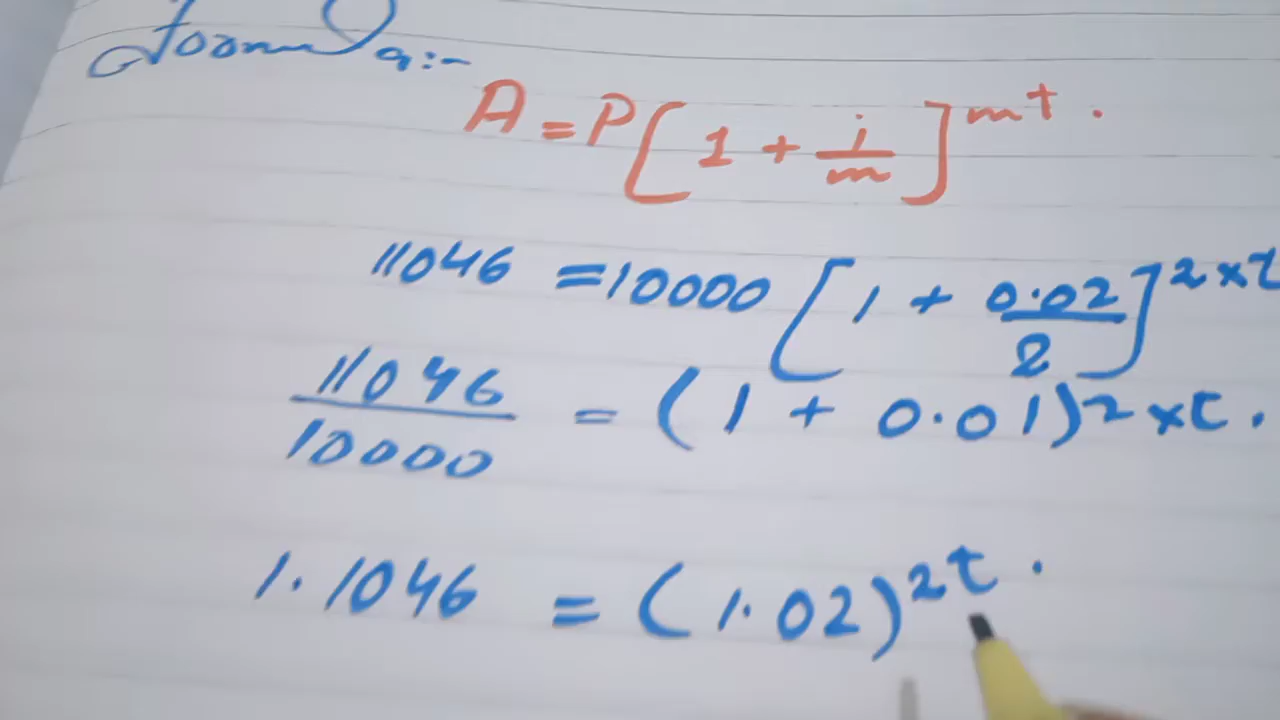 Formula:-
A = P[1 + i/m]^mt.
11046 = 10000[1 + 0.02/2]^2×t
11046/10000 = (1 + 0.01)^2×t.
1.1046 = (1.02)^2t.